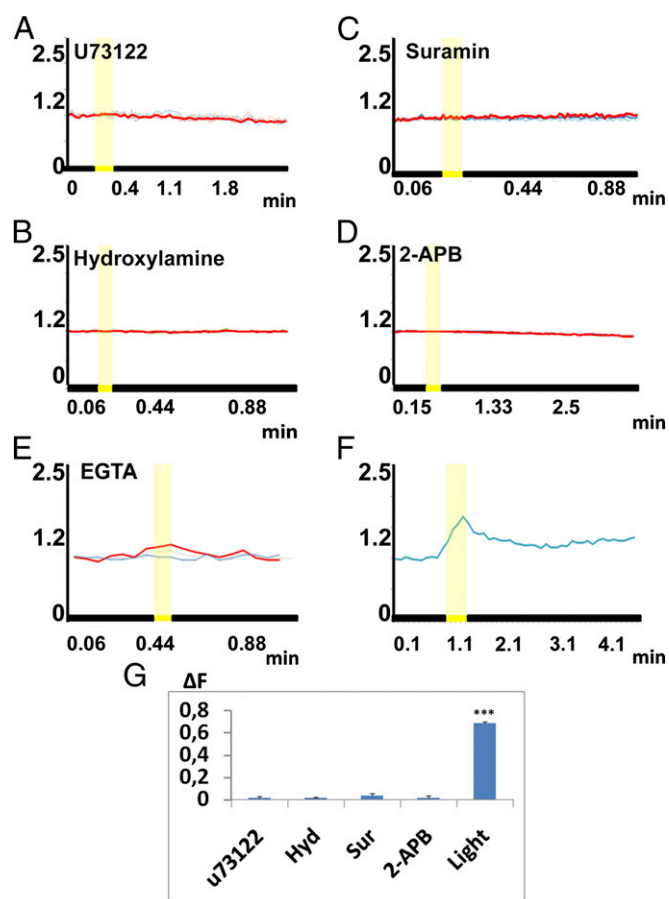 A
U73122
2.5
1.2
0
0 0.4 1.1 1.8
min
C
Suramin
2.5
1.2
0
0.06 0.44 0.88
min
B
Hydroxylamine
2.5
1.2
0
0.06 0.44 0.88
min
D
2-APB
2.5
1.2
0
0.15 1.33 2.5
min
E
EGTA
2.5
1.2
0
0.06 0.44 0.88
min
F
2.5
1.2
0
0.1 1.1 2.1 3.1 4.1
min
G
ΔF
0,8
0,6
0,4
0,2
0
***
u73122 Hyd Sur 2-APB Light